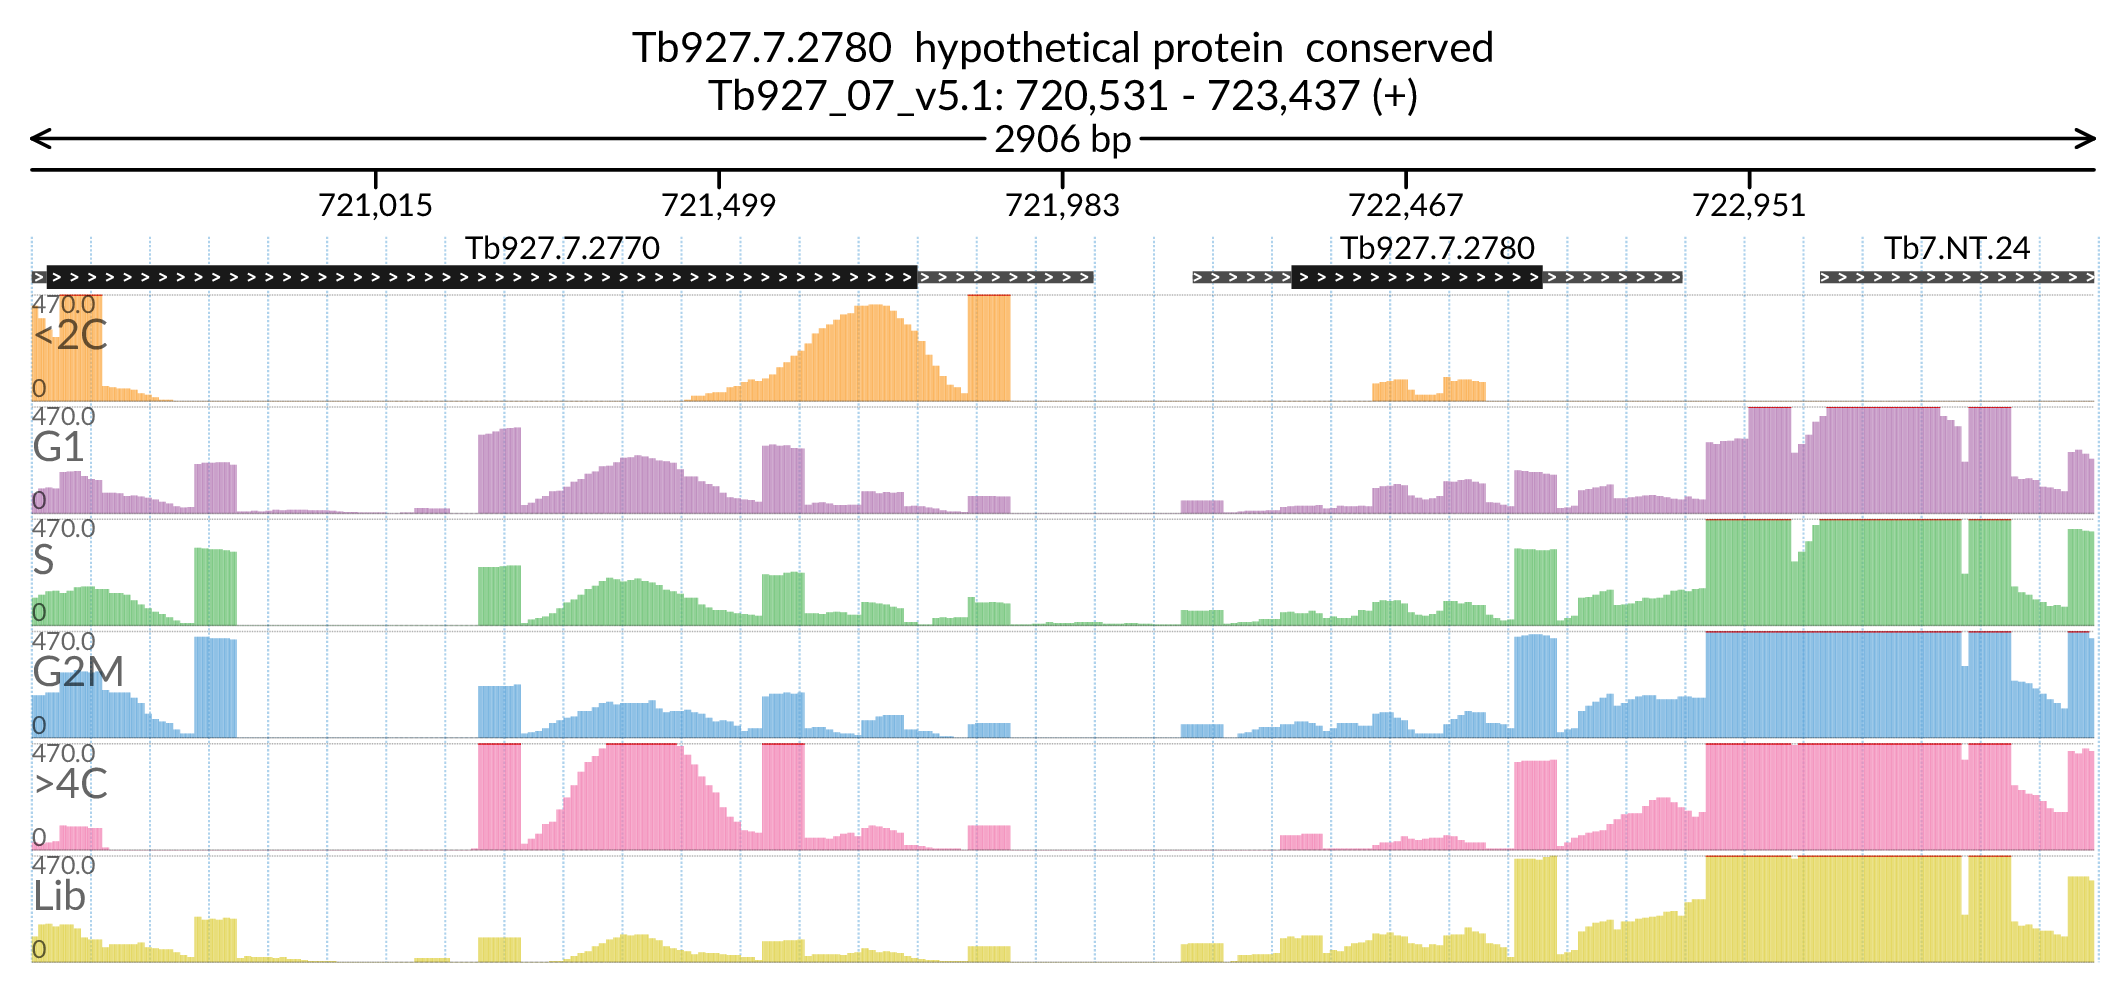 Tb927.7.2780  hypothetical protein  conserved
Tb927_07_v5.1: 720,531 - 723,437 (+)
2906 bp
721,015 721,499 721,983 722,467 722,951
Tb927.7.2770 Tb927.7.2780 Tb7.NT.24
470.0
<2C
0
470.0
G1
0
470.0
S
0
470.0
G2M
0
470.0
>4C
0
470.0
Lib
0